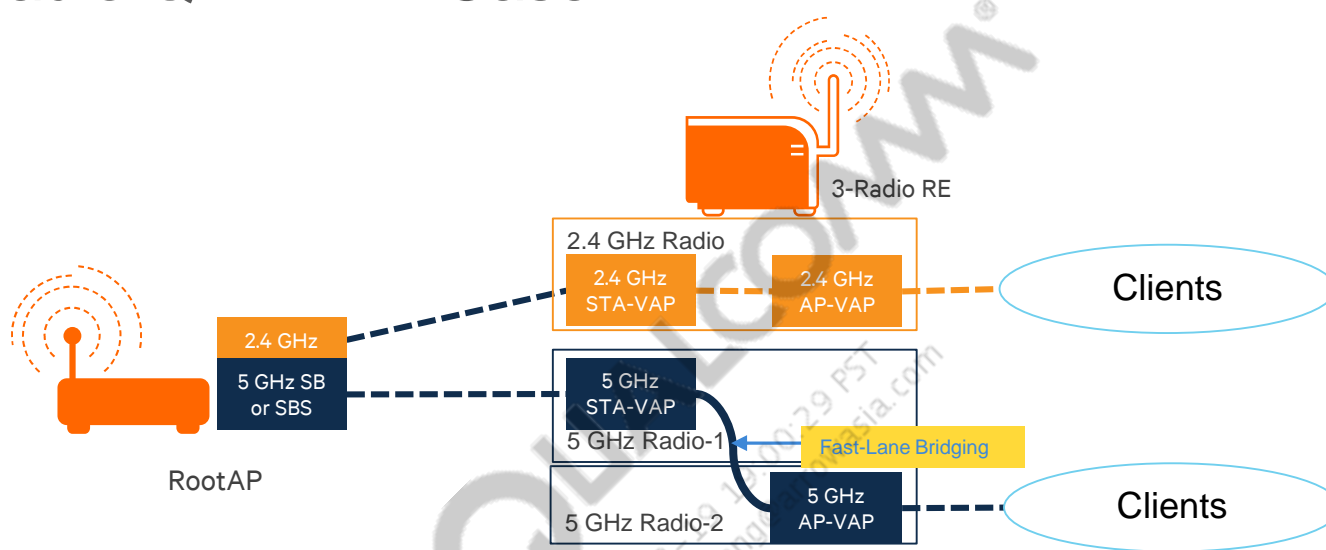 3-Radio RE
2.4 GHz Radio
2.4 GHz
STA-VAP
2.4 GHz
AP-VAP
Clients
2.4 GHz
5 GHz SB
or SBS
RootAP
5 GHz
STA-VAP
5 GHz Radio-1
Fast-Lane Bridging
5 GHz Radio-2
5 GHz
AP-VAP
Clients
QUALCOMM®